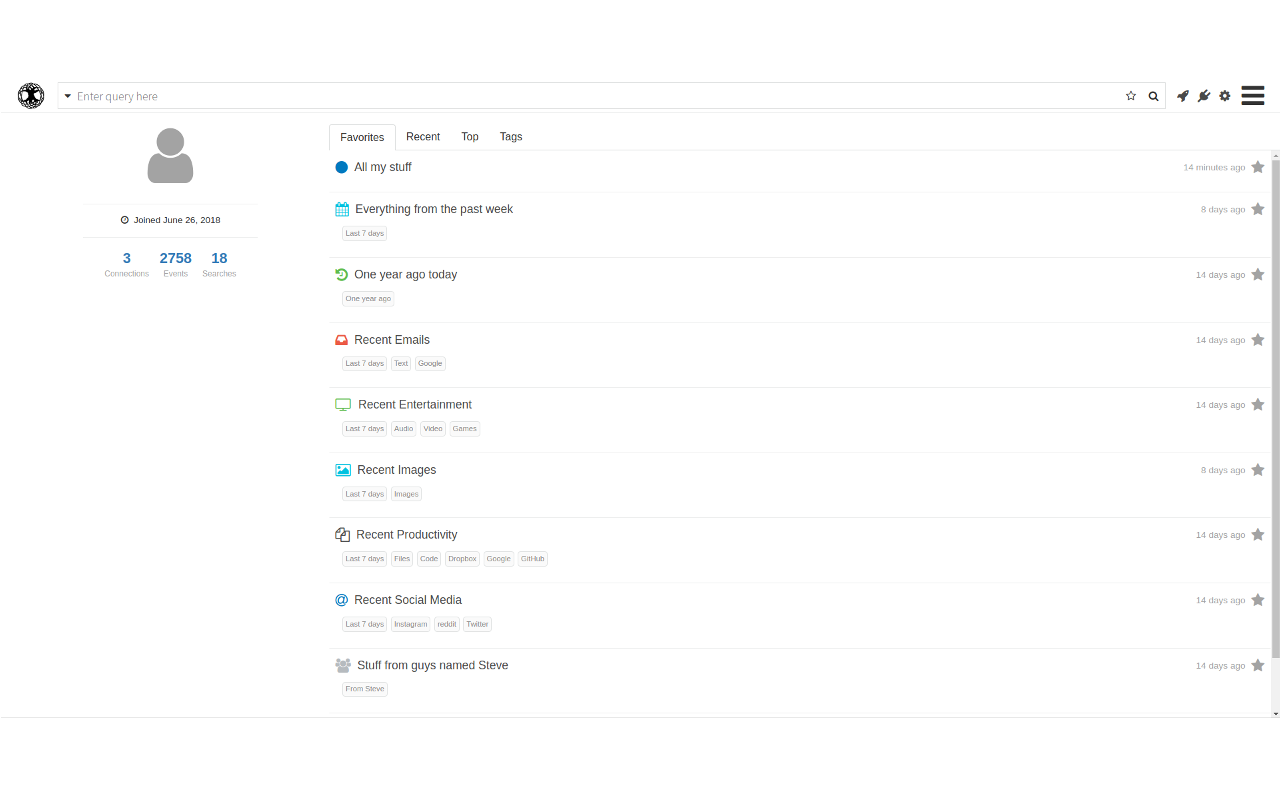 Enter query here
Joined June 26, 2018
3 2758 18
Connections Events Searches
Favorites Recent Top Tags
All my stuff 14 minutes ago
Everything from the past week 8 days ago
Last 7 days
One year ago today 14 days ago
One year ago
Recent Emails 14 days ago
Last 7 days Text Google
Recent Entertainment 14 days ago
Last 7 days Audio Video Games
Recent Images 8 days ago
Last 7 days Images
Recent Productivity 14 days ago
Last 7 days Files Code Dropbox Google GitHub
Recent Social Media 14 days ago
Last 7 days Instagram reddit Twitter
Stuff from guys named Steve 14 days ago
From Steve